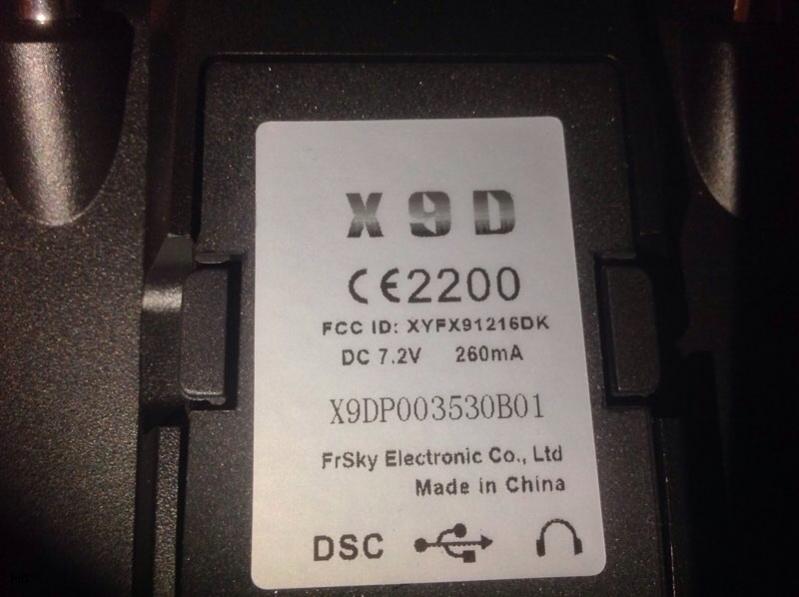 X9D
CE2200
FCC ID: XYFX91216DK
DC 7.2V 260mA
X9DP003530B01
FrSky Electronic Co., Ltd
Made in China
DSC